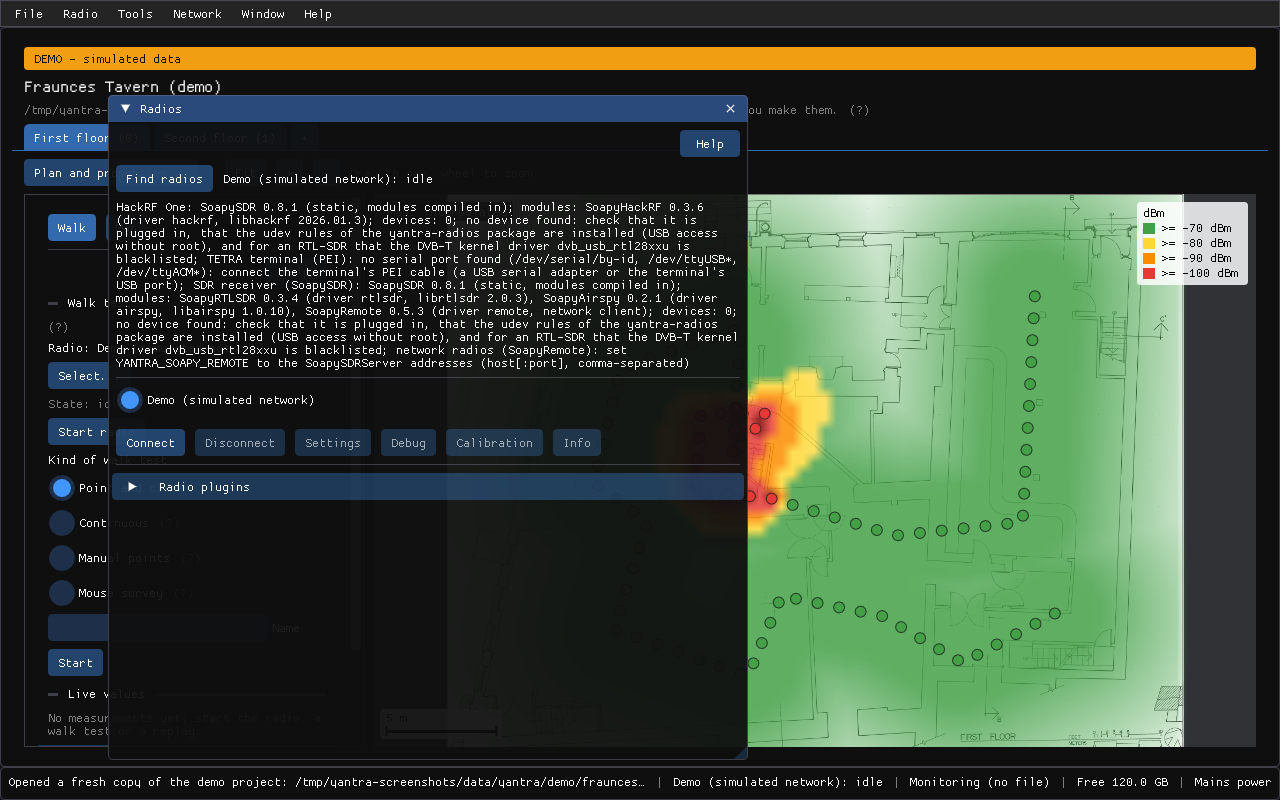 File Radio Tools Network Window Help
DEMO - simulated data
Fraunces Tavern (demo)
/tmp/yantra- you make them. (?)
Radios
First floor (9) Second floor (1) +
Help
Plan and pr wheel to zoom
Find radios Demo (simulated network): idle
HackRF One: SoapySDR 0.8.1 (static, modules compiled in); modules: SoapyHackRF 0.3.6
(driver hackrf, libhackrf 2026.01.3); devices: 0; no device found: check that it is
plugged in, that the udev rules of the yantra-radios package are installed (USB access
without root), and for an RTL-SDR that the DVB-T kernel driver dvb_usb_rtl28xxu is
blacklisted; TETRA terminal (PEI): no serial port found (/dev/serial/by-id, /dev/ttyUSB*,
/dev/ttyACM*): connect the terminal's PEI cable (a USB serial adapter or the terminal's
USB port); SDR receiver (SoapySDR): SoapySDR 0.8.1 (static, modules compiled in);
modules: SoapyRTLSDR 0.3.4 (driver rtlsdr, librtlsdr 2.0.3), SoapyAirspy 0.2.1 (driver
airspy, libairspy 1.0.10), SoapyRemote 0.5.3 (driver remote, network client); devices: 0;
no device found: check that it is plugged in, that the udev rules of the yantra-radios
package are installed (USB access without root), and for an RTL-SDR that the DVB-T kernel
driver dvb_usb_rtl28xxu is blacklisted; network radios (SoapyRemote): set
YANTRA_SOAPY_REMOTE to the SoapySDRServer addresses (host[:port], comma-separated)
Demo (simulated network)
Connect Disconnect Settings Debug Calibration Info
Radio plugins
Walk
Walk t
(?)
Radio: De
Select.
State: id
Start r
Kind of walk test
Poin
Continuous (?)
Manual points (?)
Mouse survey (?)
Name
Start
Live values
No measurements yet: start the radio, a
walk test or a replay.
dBm
>= -70 dBm
>= -80 dBm
>= -90 dBm
>= -100 dBm
5 m
FIRST FLOOR
METERS
Opened a fresh copy of the demo project: /tmp/yantra-screenshots/data/yantra/demo/fraunces… | Demo (simulated network): idle | Monitoring (no file) | Free 120.0 GB | Mains power